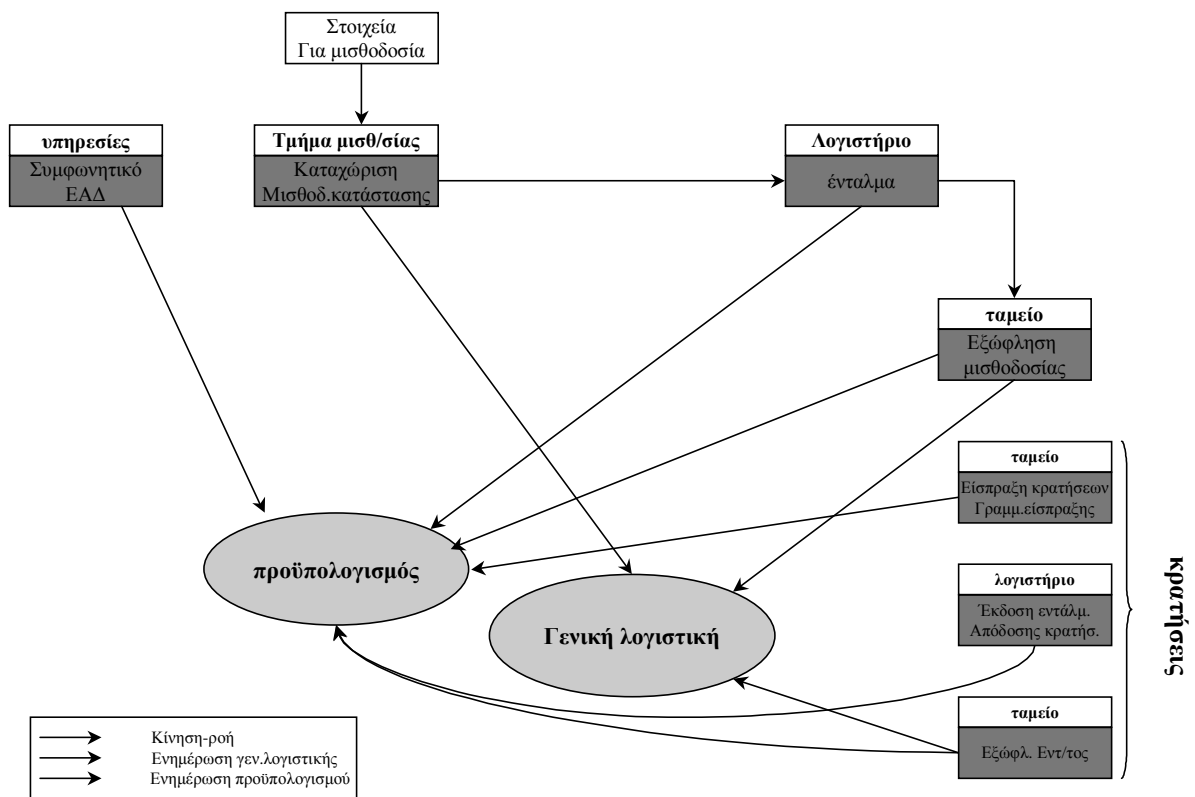 Στοιχεία
Για μισθοδοσία
υπηρεσίες
Συμφωνητικό
ΕΑΔ
Τμήμα μισθ/σίας
Καταχώριση
Μισθοδ.κατάστασης
Λογιστήριο
ένταλμα
ταμείο
Εξώφληση
μισθοδοσίας
ταμείο
Είσπραξη κρατήσεων
Γραμμ.είσπραξης
προϋπολογισμός
Γενική λογιστική
λογιστήριο
Έκδοση εντάλμ.
Απόδοσης κρατήσ.
κρατήσεις
ταμείο
Εξώφλ. Εντ/τος
Κίνηση-ροή
Ενημέρωση γεν.λογιστικής
Ενημέρωση προϋπολογισμού